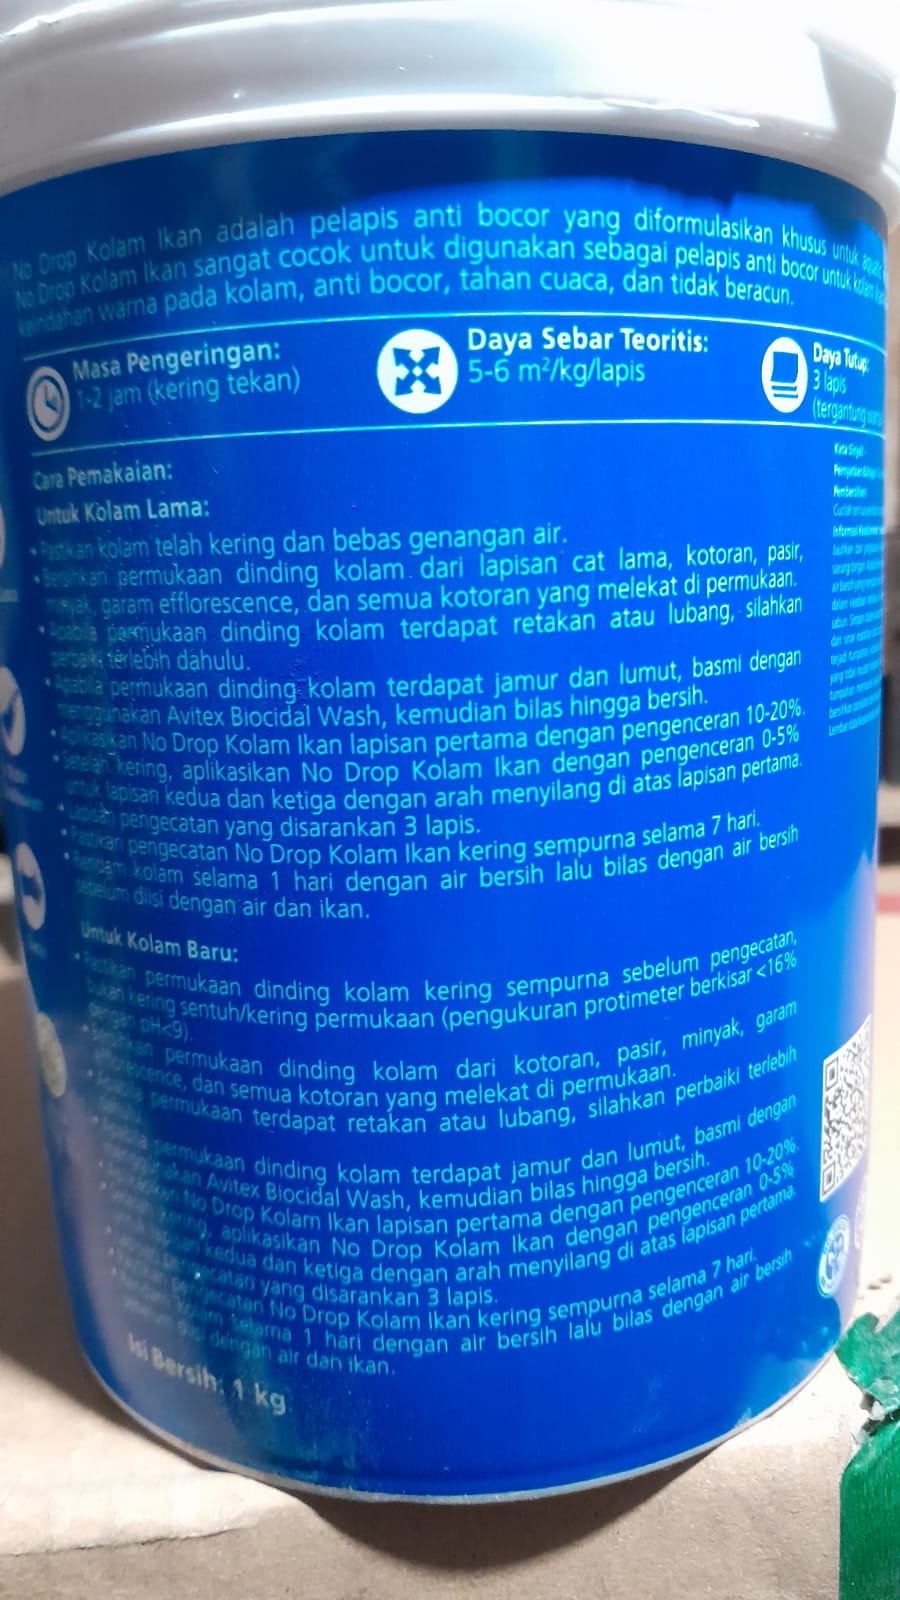 No Drop Kolam Ikan adalah pelapis anti bocor yang diformulasikan khusus untuk
No Drop Kolam Ikan sangat cocok untuk digunakan sebagai pelapis anti bocor untuk kolam
keindahan warna pada kolam, anti bocor, tahan cuaca, dan tidak beracun.
Masa Pengeringan:
1-2 jam (kering tekan)
Daya Sebar Teoritis:
5-6 m²/kg/lapis
Daya Tutup:
3 lapis
(tergantung
Cara Pemakaian:
Untuk Kolam Lama:
• Pastikan kolam telah kering dan bebas genangan air.
• Bersihkan permukaan dinding kolam dari lapisan cat lama, kotoran, pasir,
minyak, garam efflorescence, dan semua kotoran yang melekat di permukaan.
• Apabila permukaan dinding kolam terdapat retakan atau lubang, silahkan
perbaiki terlebih dahulu.
• Apabila permukaan dinding kolam terdapat jamur dan lumut, basmi dengan
menggunakan Avitex Biocidal Wash, kemudian bilas hingga bersih.
• Aplikasikan No Drop Kolam Ikan lapisan pertama dengan pengenceran 10-20%.
• Setelah kering, aplikasikan No Drop Kolam Ikan dengan pengenceran 0-5%
untuk lapisan kedua dan ketiga dengan arah menyilang di atas lapisan pertama.
• Lapisan pengecatan yang disarankan 3 lapis.
• Pastikan pengecatan No Drop Kolam Ikan kering sempurna selama 7 hari.
• Rendam kolam selama 1 hari dengan air bersih lalu bilas dengan air bersih
sebelum diisi dengan air dan ikan.
Untuk Kolam Baru:
• Pastikan permukaan dinding kolam kering sempurna sebelum pengecatan,
bukan kering sentuh/kering permukaan (pengukuran protimeter berkisar <16%
dengan pH<9).
permukaan dinding kolam dari kotoran, pasir, minyak, garam
efflorescence, dan semua kotoran yang melekat di permukaan.
permukaan terdapat retakan atau lubang, silahkan perbaiki terlebih
permukaan dinding kolam terdapat jamur dan lumut, basmi dengan
menggunakan Avitex Biocidal Wash, kemudian bilas hingga bersih.
No Drop Kolam Ikan lapisan pertama dengan pengenceran 10-20%.
kering, aplikasikan No Drop Kolam Ikan dengan pengenceran 0-5%
kedua dan ketiga dengan arah menyilang di atas lapisan pertama.
pengecatan yang disarankan 3 lapis.
pengecatan No Drop Kolam Ikan kering sempurna selama 7 hari.
kolam selama 1 hari dengan air bersih lalu bilas dengan air bersih
dengan air dan ikan.
Isi Bersih: 1 kg